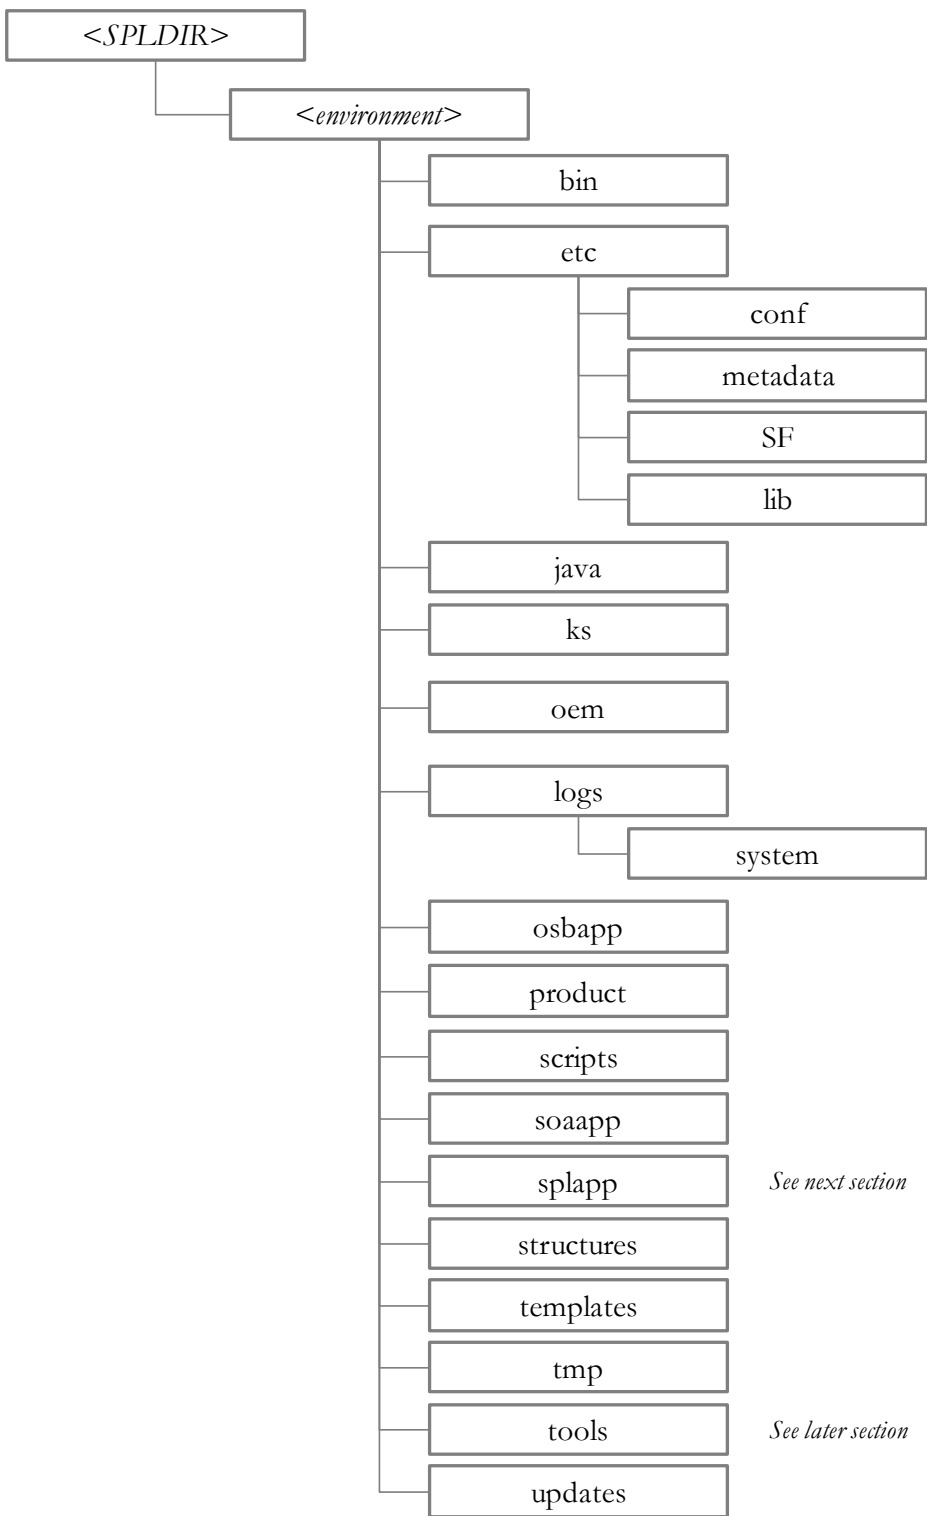 <SPLDIR>
<environment>
bin
etc
conf
metadata
SF
lib
java
ks
oem
logs
system
osbapp
product
scripts
soaapp
splapp
See next section
structures
templates
tmp
tools
See later section
updates